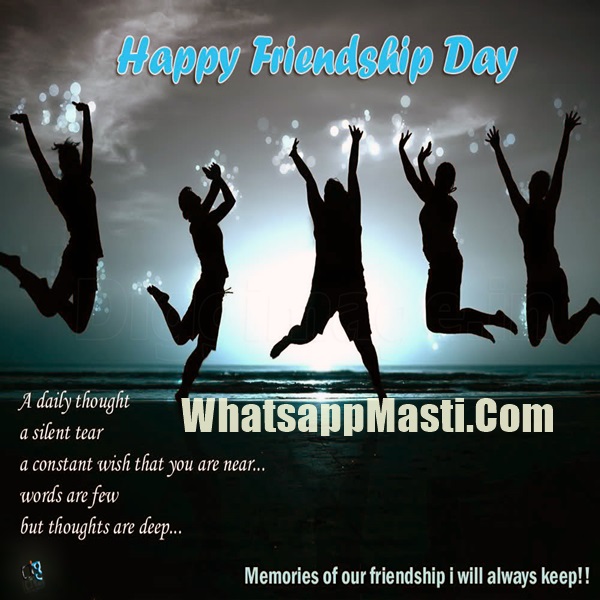 Happy Friendship Day
A daily thought
a silent tear
a constant wish that you are near...
words are few
but thoughts are deep...
WhatsappMasti.Com
Memories of our friendship i will always keep!!